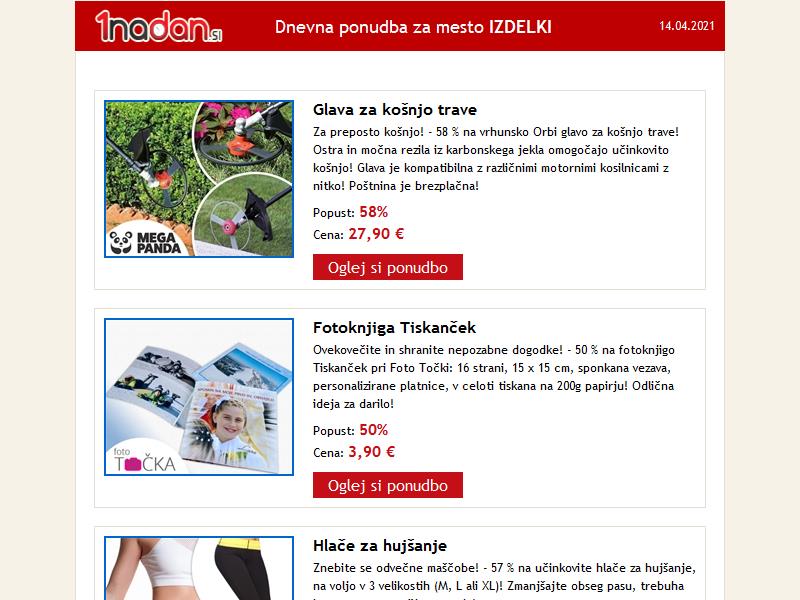 1nadan.si
Dnevna ponudba za mesto IZDELKI
14.04.2021
Glava za košnjo trave
Za preposto košnjo! - 58 % na vrhunsko Orbi glavo za košnjo trave!
Ostra in močna rezila iz karbonskega jekla omogočajo učinkovito
košnjo! Glava je kompatibilna z različnimi motornimi kosilnicami z
nitko! Poštnina je brezplačna!
Popust: 58%
Cena: 27,90 €
Oglej si ponudbo
MEGA
PANDA
Fotoknjiga Tiskanček
Ovekovečite in shranite nepozabne dogodke! - 50 % na fotoknjigo
Tiskanček pri Foto Točki: 16 strani, 15 x 15 cm, sponkana vezava,
personalizirane platnice, v celoti tiskana na 200g papirju! Odlična
ideja za darilo!
Popust: 50%
Cena: 3,90 €
Oglej si ponudbo
foto
TOČKA
Hlače za hujšanje
Znebite se odvečne maščobe! - 57 % na učinkovite hlače za hujšanje,
na voljo v 3 velikostih (M, L ali XL)! Zmanjšajte obseg pasu, trebuha